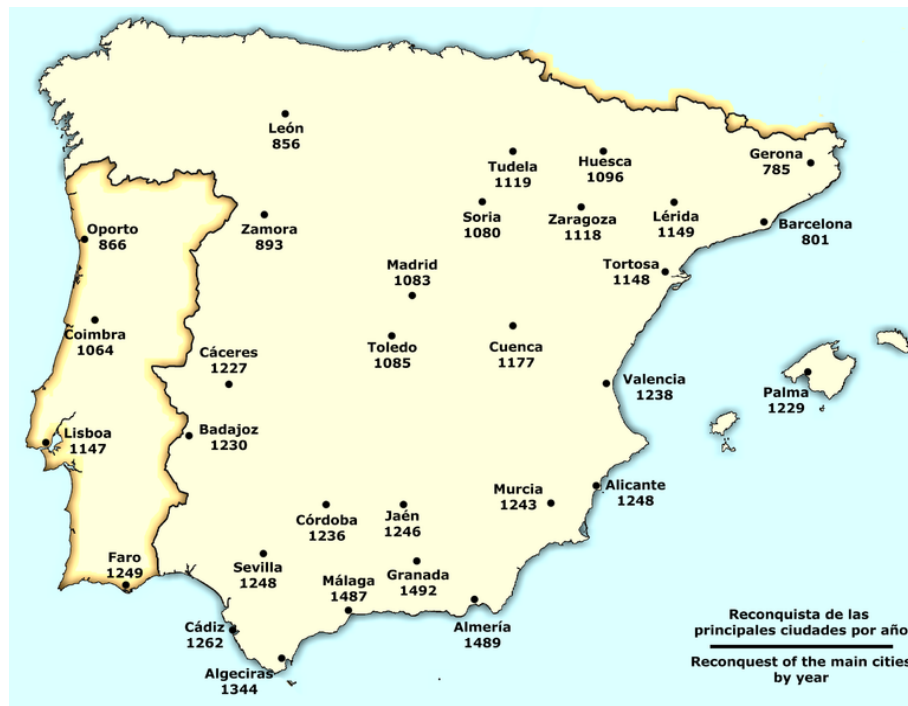 León
856
Tudela
1119
Huesca
1096
Gerona
785
Oporto
866
Zamora
893
Soria
1080
Zaragoza
1118
Lérida
1149
Barcelona
801
Madrid
1083
Tortosa
1148
Coimbra
1064
Toledo
1085
Cuenca
1177
Cáceres
1227
Valencia
1238
Palma
1229
Lisboa
1147
Badajoz
1230
Córdoba
1236
Jaén
1246
Murcia
1243
Alicante
1248
Faro
1249
Sevilla
1248
Málaga
1487
Granada
1492
Almería
1489
Cádiz
1262
Algeciras
1344
Reconquista de las
principales ciudades por año
Reconquest of the main cities
by year